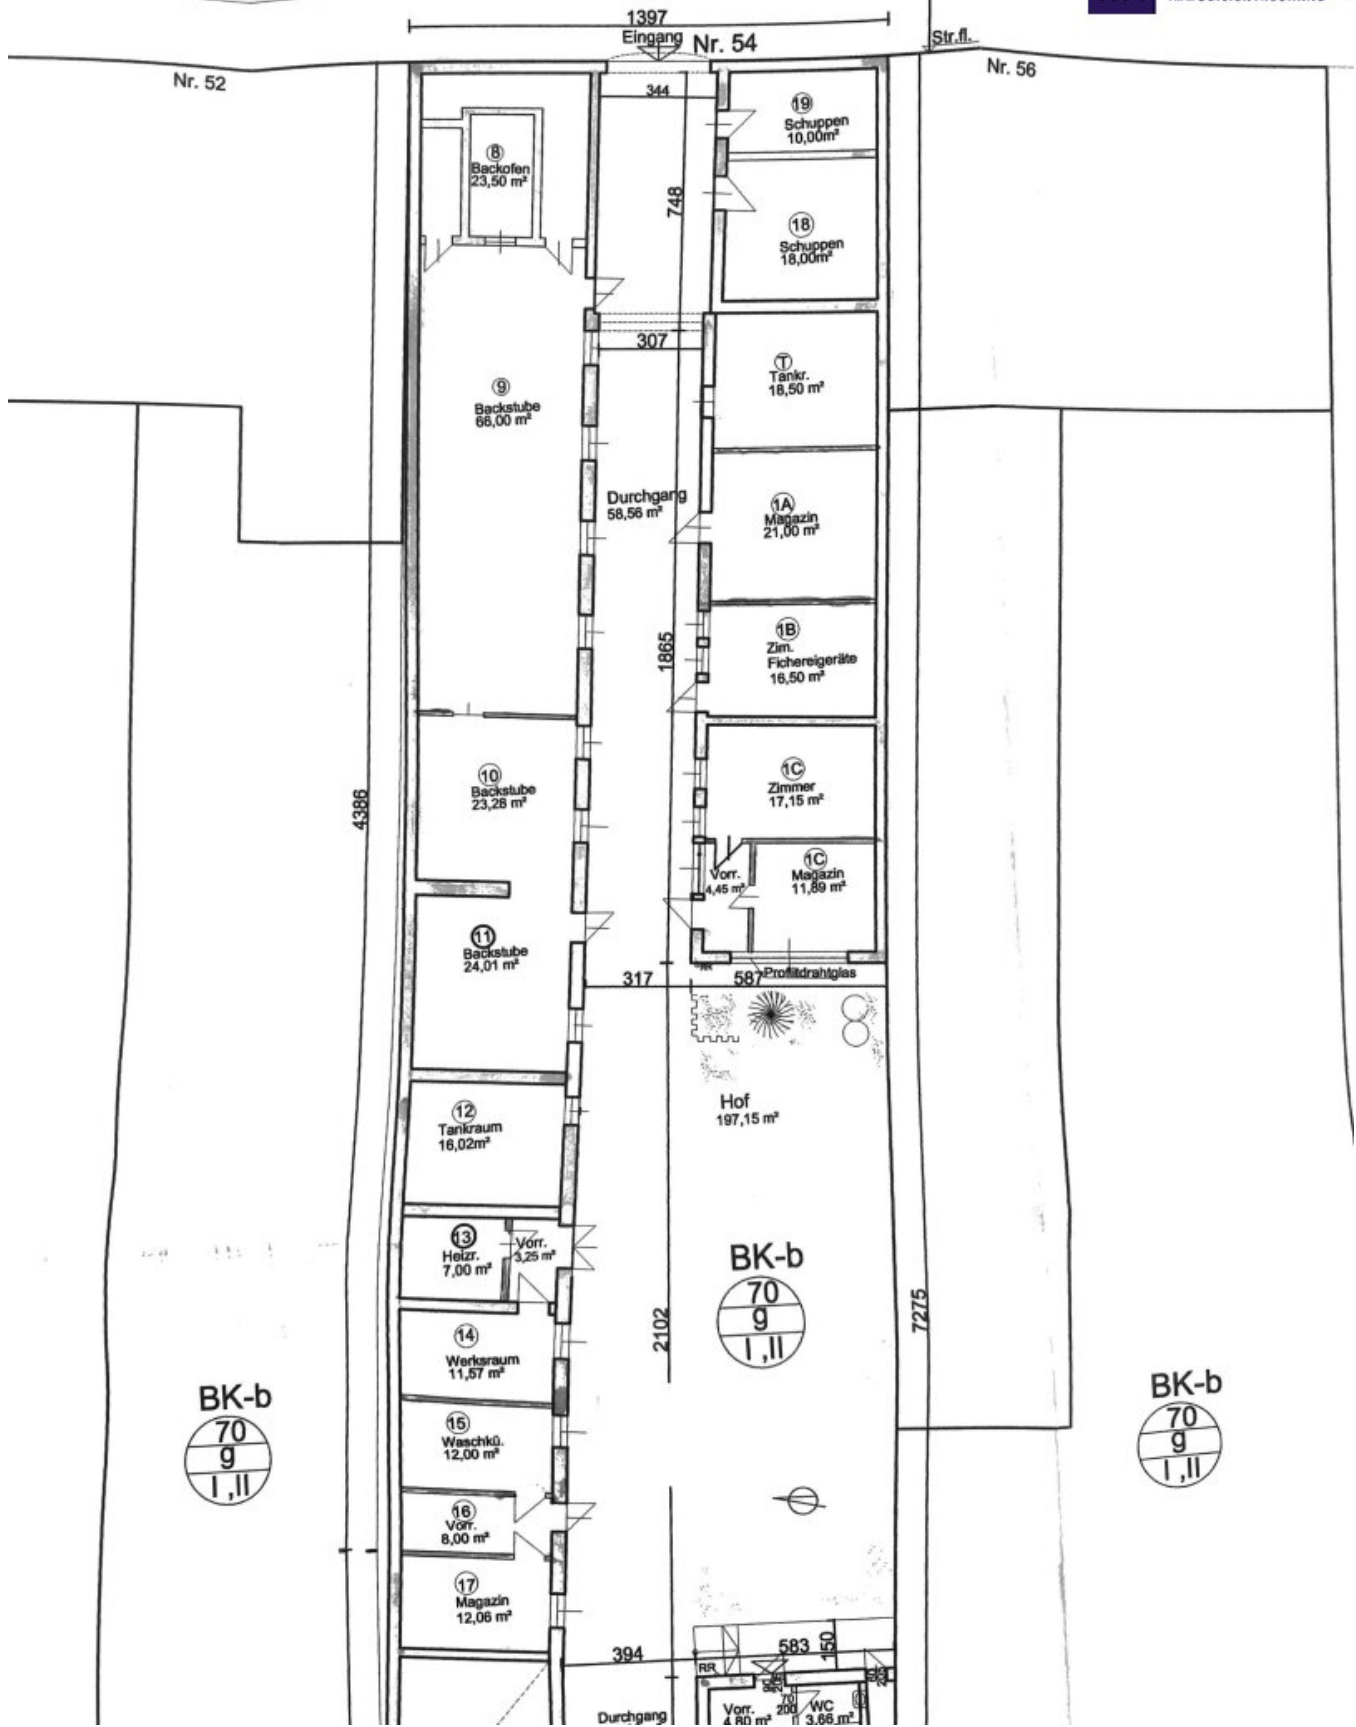 1397
Eingang
Nr. 54
Str.fl.
Nr. 52
Nr. 56
344
19
Schuppen
10,00m²
8
Backofen
23,50 m²
748
18
Schuppen
18,00m²
307
T
Tankr.
18,50 m²
9
Backstube
66,00 m²
Durchgang
58,56 m²
1A
Magazin
21,00 m²
1B
Zim.
Fichereigeräte
16,50 m²
1865
10
Backstube
23,28 m²
1C
Zimmer
17,15 m²
4386
Vorr.
4,45 m²
1C
Magazin
11,89 m²
11
Backstube
24,01 m²
RR
317
587
Profilitdrahtglas
Hof
197,15 m²
12
Tankraum
16,02m²
13
Heizr.
7,00 m²
Vorr.
3,25 m²
BK-b
70
g
I ,II
7275
2102
14
Werksraum
11,57 m²
BK-b
70
g
I ,II
BK-b
70
g
I ,II
15
Waschkü.
12,00 m²
16
Vorr.
8,00 m²
17
Magazin
12,06 m²
394
583
150
RR
Durchgang
Vorr.
4,80 m²
70
200
WC
3,66 m²